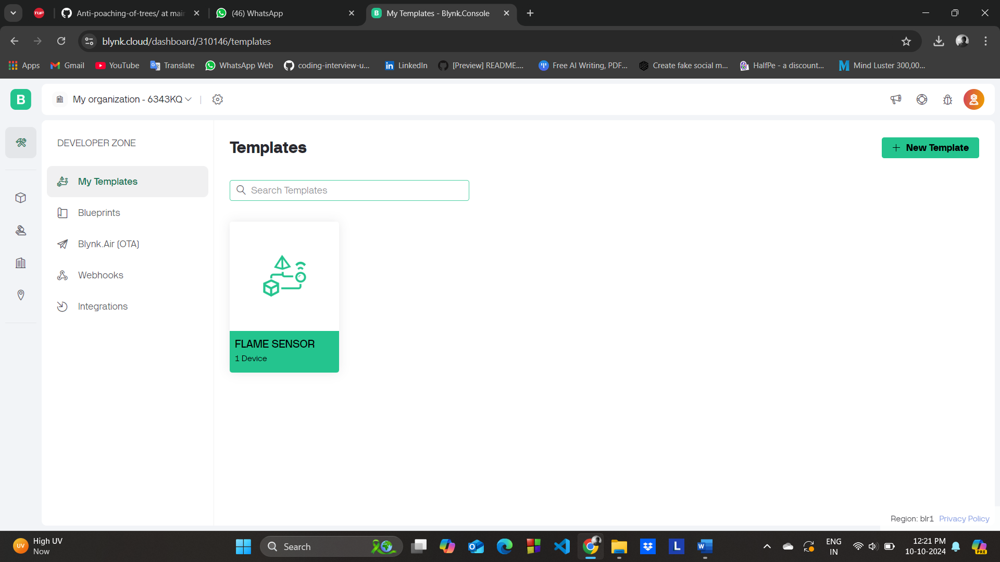 TUF
Anti-poaching-of-trees/ at main
(46) WhatsApp
B
My Templates - Blynk.Console
blynk.cloud/dashboard/310146/templates
Apps
Gmail
YouTube
Translate
WhatsApp Web
coding-interview-u...
in
LinkedIn
[Preview] README....
Free AI Writing, PDF...
Create fake social m...
HalfPe - a discount...
Mind Luster 300,00...
B
My organization - 6343KQ
DEVELOPER ZONE
My Templates
Blueprints
Blynk.Air (OTA)
Webhooks
Integrations
Templates
New Template
Search Templates
FLAME SENSOR
1 Device
Region: blr1 Privacy Policy
UV
High UV
Now
Search
L
W
ENG
IN
12:21 PM
10-10-2024
PRE